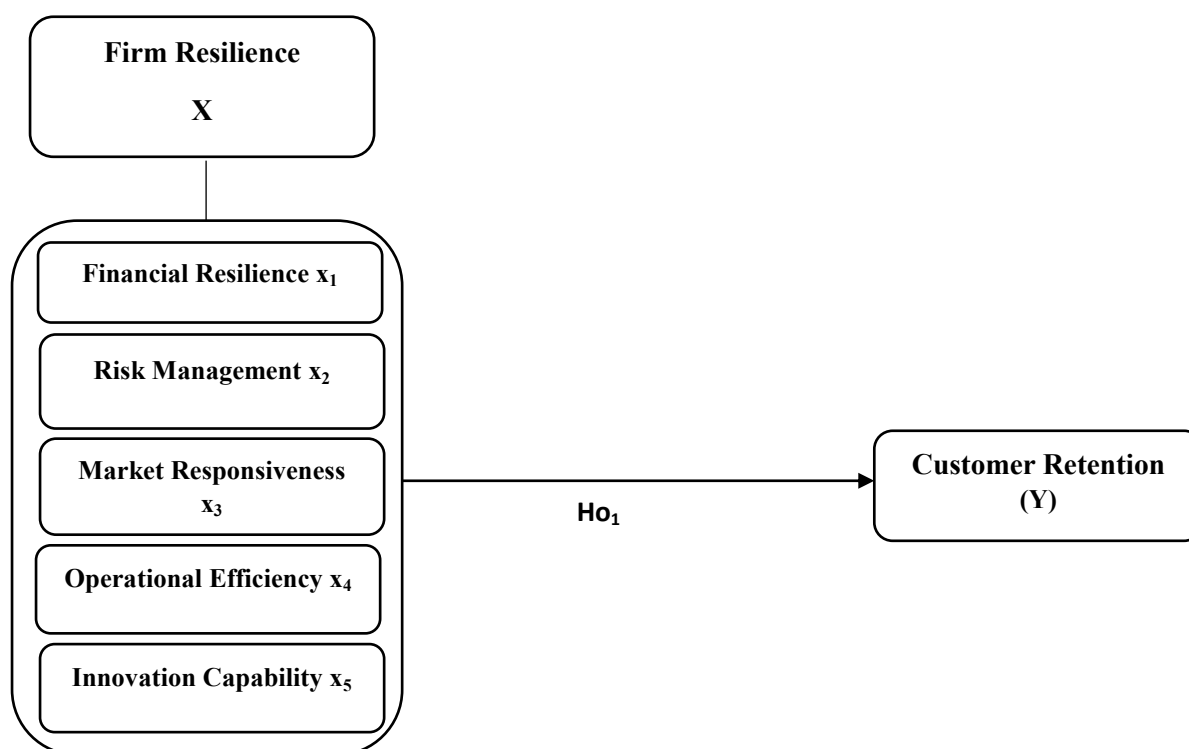 Firm Resilience
X
Financial Resilience x₁
Risk Management x₂
Market Responsiveness
x₃
Operational Efficiency x₄
Innovation Capability x₅
Ho₁
Customer Retention
(Y)